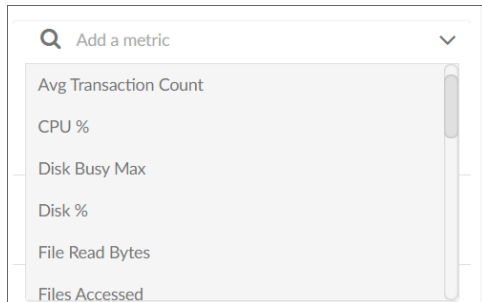 Add a metric
Avg Transaction Count
CPU %
Disk Busy Max
Disk %
File Read Bytes
Files Accessed